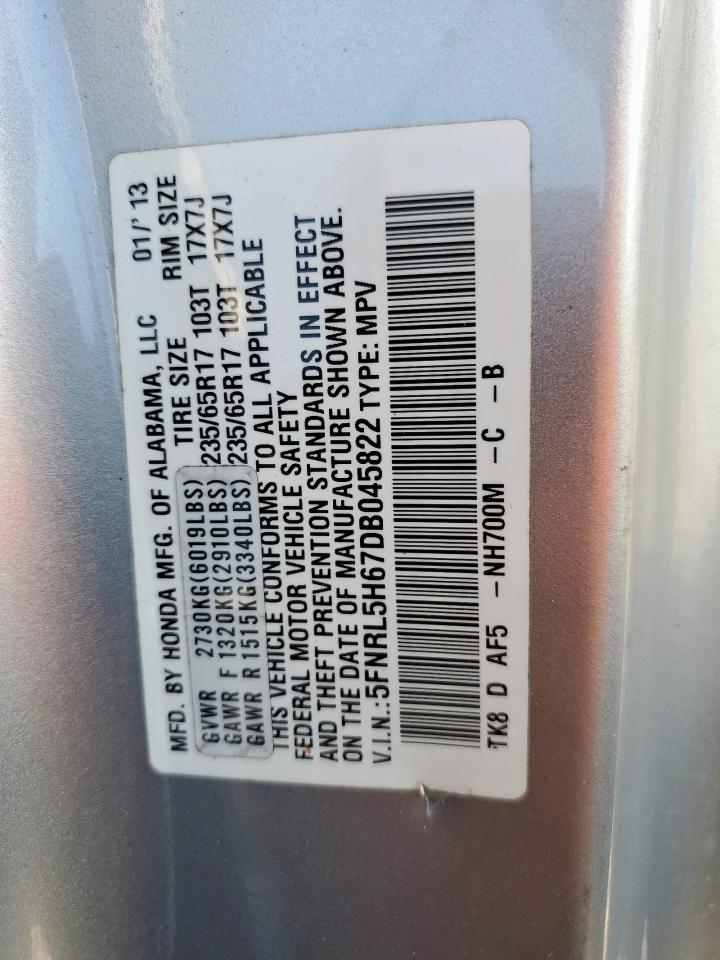 MFD. BY HONDA MFG. OF ALABAMA, LLC 01/'13
TIRE SIZE RIM SIZE
GVWR 2730KG(6019LBS)
GAWR F 1320KG(2910LBS) 235/65R17 103T 17X7J
GAWR R 1515KG(3340LBS) 235/65R17 103T 17X7J
THIS VEHICLE CONFORMS TO ALL APPLICABLE
FEDERAL MOTOR VEHICLE SAFETY
AND THEFT PREVENTION STANDARDS IN EFFECT
ON THE DATE OF MANUFACTURE SHOWN ABOVE.
V.I.N.:5FNRL5H67DB045822 TYPE: MPV
TK8 D AF5 -NH700M -C -B